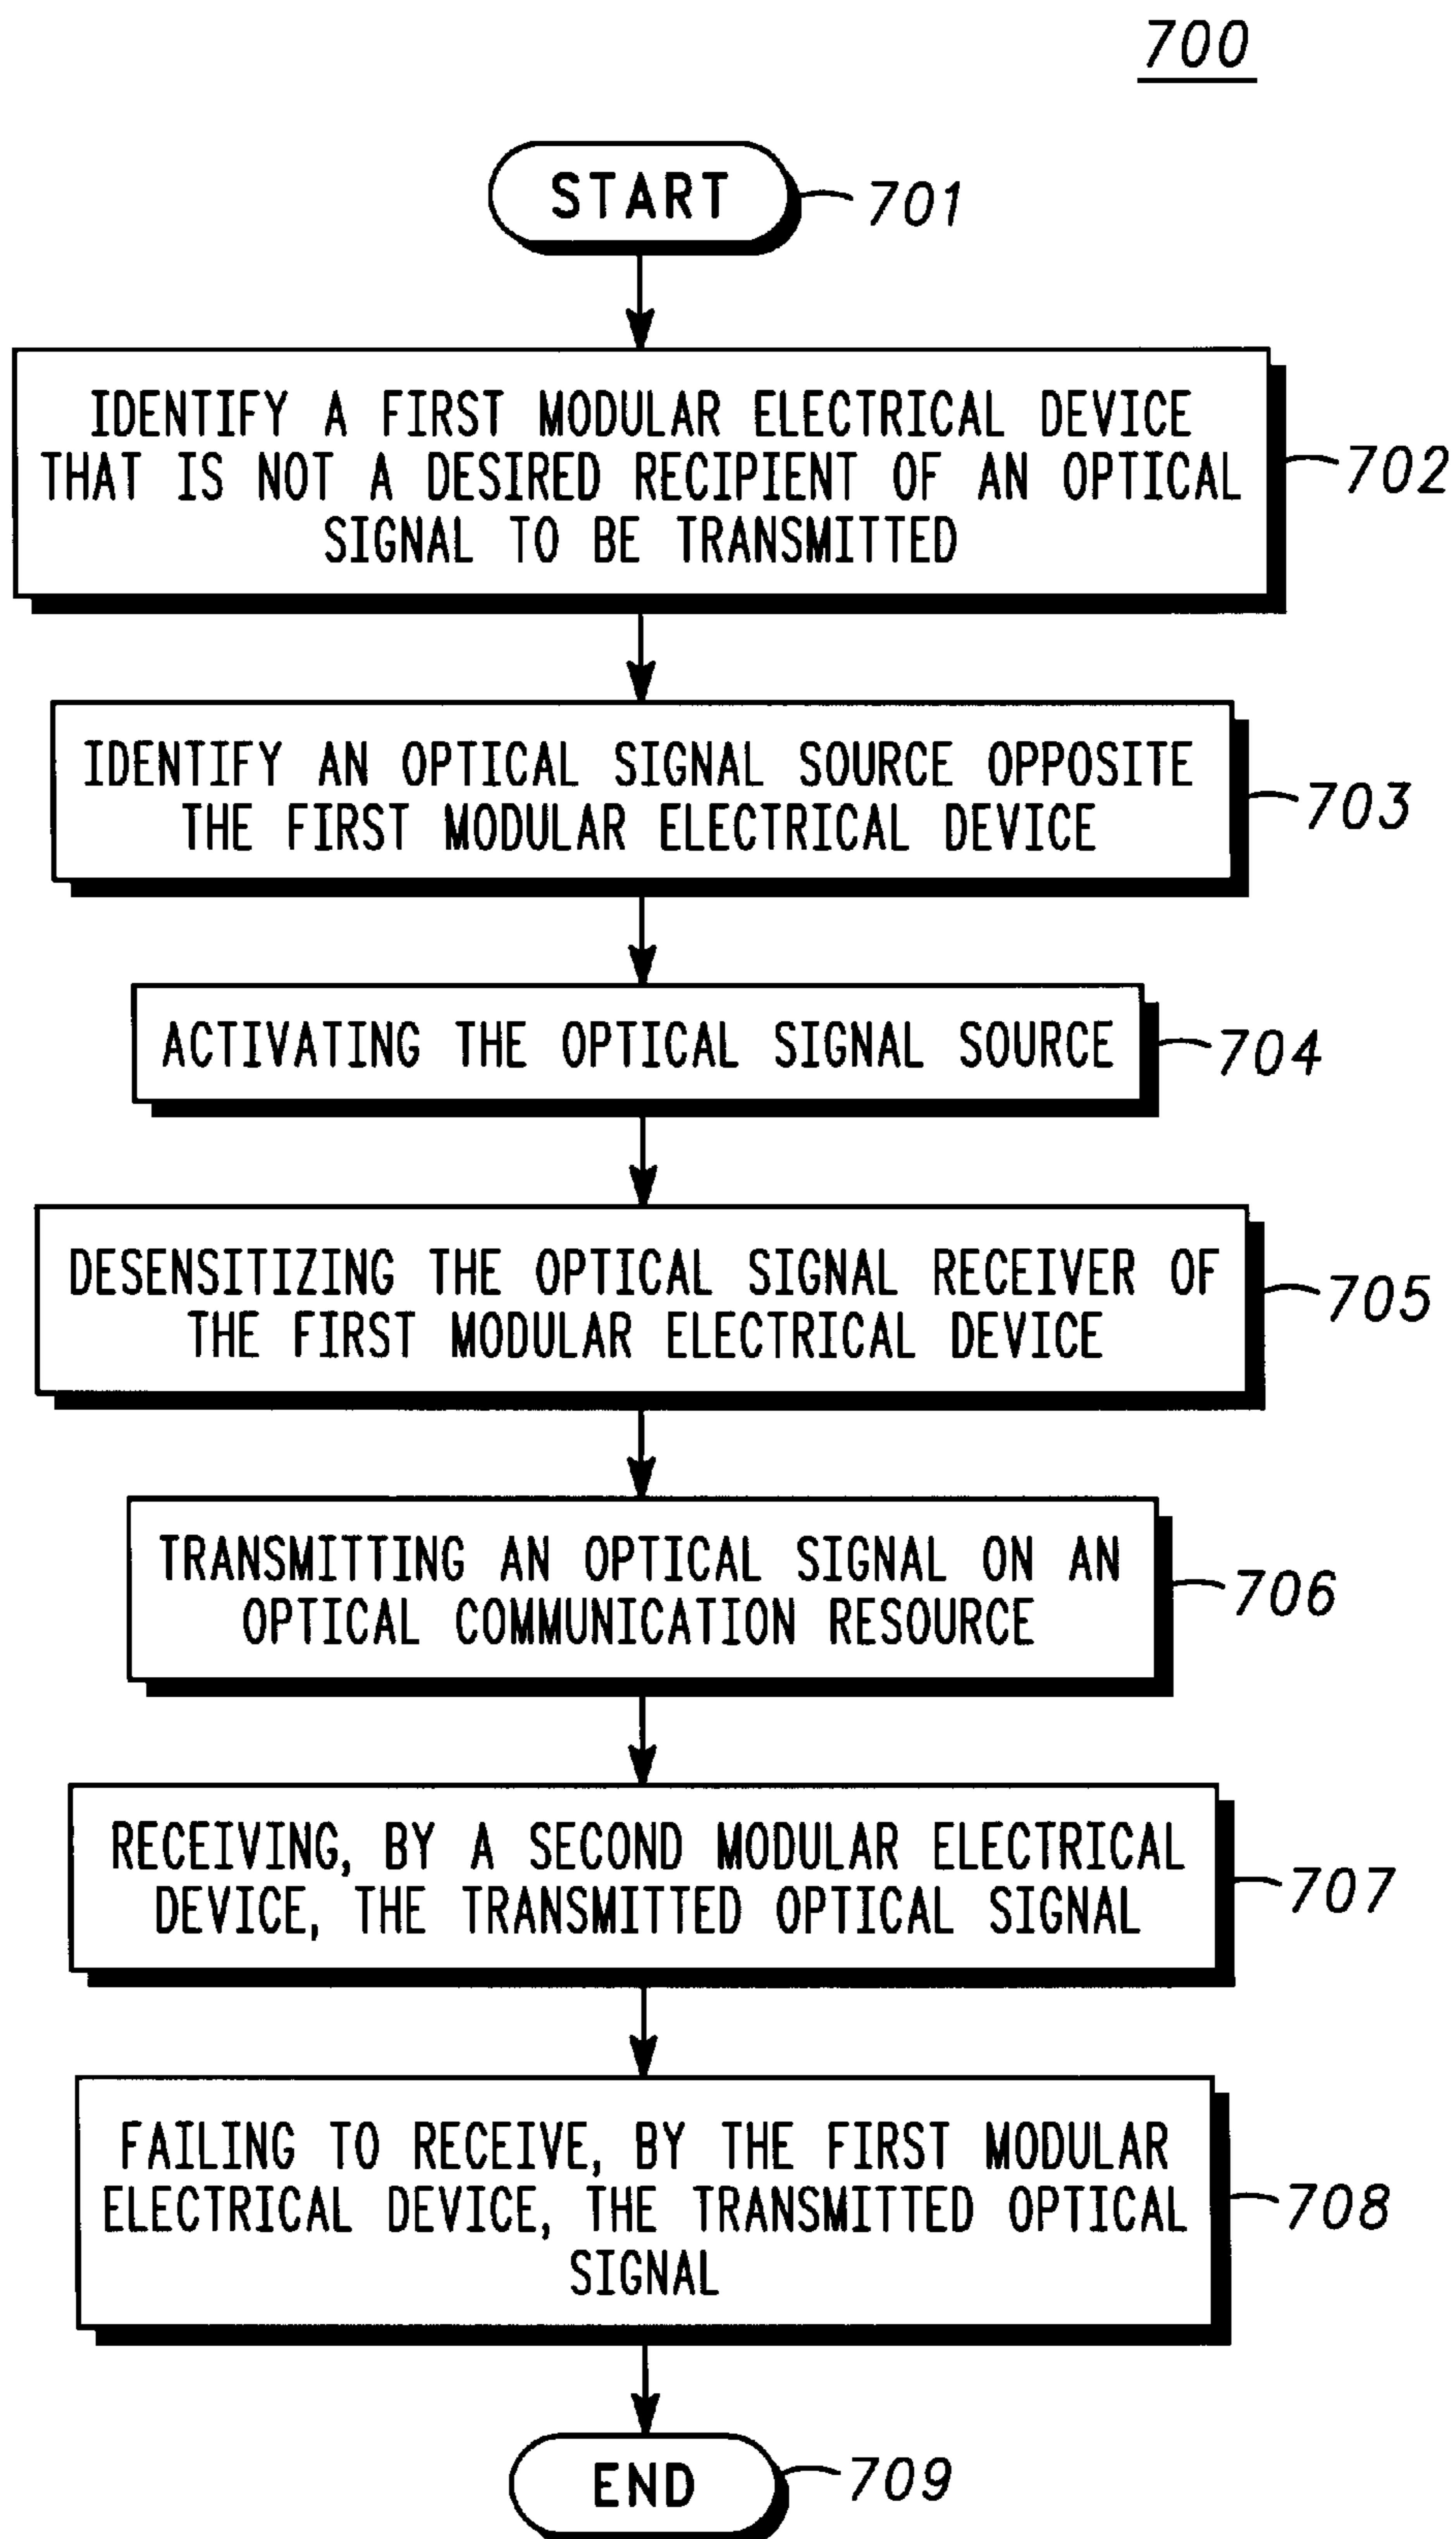 700
START
701
IDENTIFY A FIRST MODULAR ELECTRICAL DEVICE
THAT IS NOT A DESIRED RECIPIENT OF AN OPTICAL
SIGNAL TO BE TRANSMITTED
702
IDENTIFY AN OPTICAL SIGNAL SOURCE OPPOSITE
THE FIRST MODULAR ELECTRICAL DEVICE
703
ACTIVATING THE OPTICAL SIGNAL SOURCE
704
DESENSITIZING THE OPTICAL SIGNAL RECEIVER OF
THE FIRST MODULAR ELECTRICAL DEVICE
705
TRANSMITTING AN OPTICAL SIGNAL ON AN
OPTICAL COMMUNICATION RESOURCE
706
RECEIVING, BY A SECOND MODULAR ELECTRICAL
DEVICE, THE TRANSMITTED OPTICAL SIGNAL
707
FAILING TO RECEIVE, BY THE FIRST MODULAR
ELECTRICAL DEVICE, THE TRANSMITTED OPTICAL
SIGNAL
708
END
709